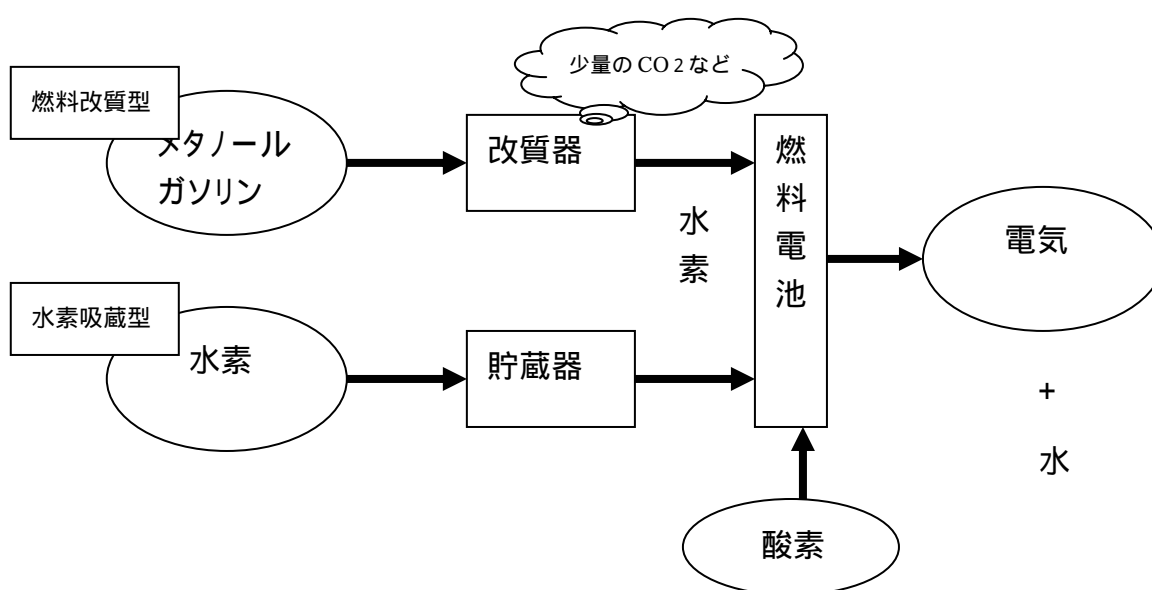 少量のCO2など
燃料改質型
メタノール
ガソリン
改質器
水素
燃料電池
電気
水素吸蔵型
水素
貯蔵器
+
水
酸素